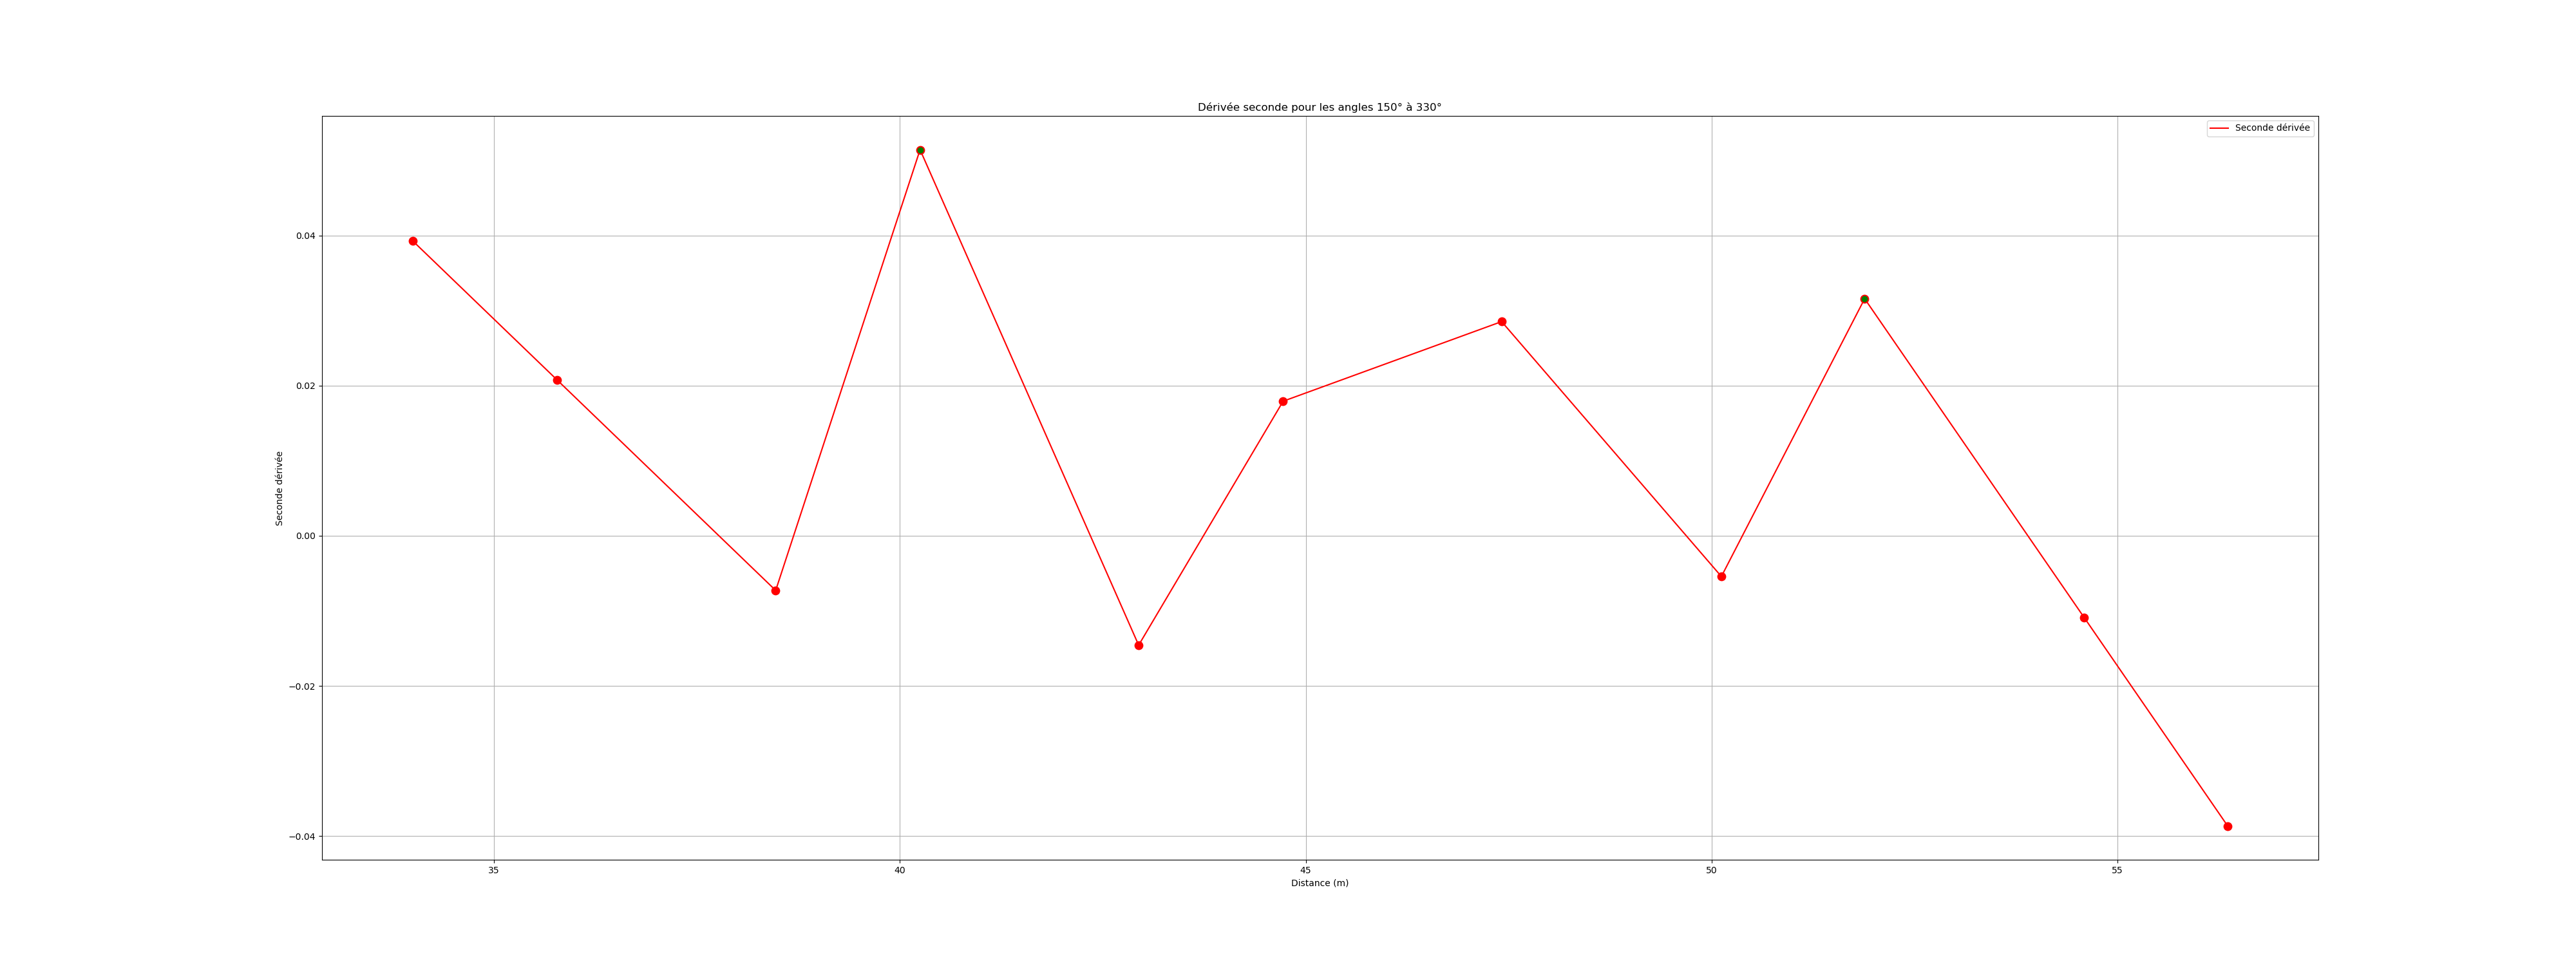 Dérivée seconde pour les angles 150° à 330°
Seconde dérivée
0.04
0.02
0.00
−0.02
−0.04
Seconde dérivée
35
40
45
50
55
Distance (m)